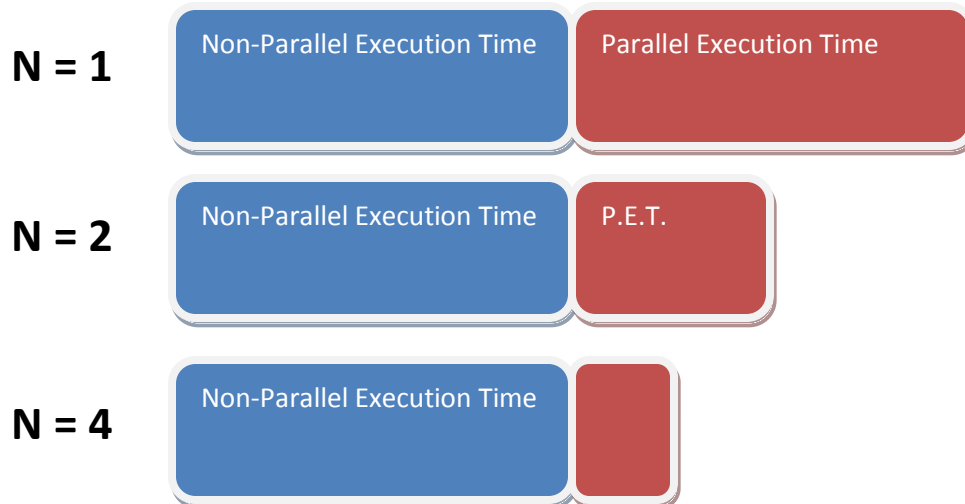 N = 1
Non-Parallel Execution Time
Parallel Execution Time
N = 2
Non-Parallel Execution Time
P.E.T.
N = 4
Non-Parallel Execution Time